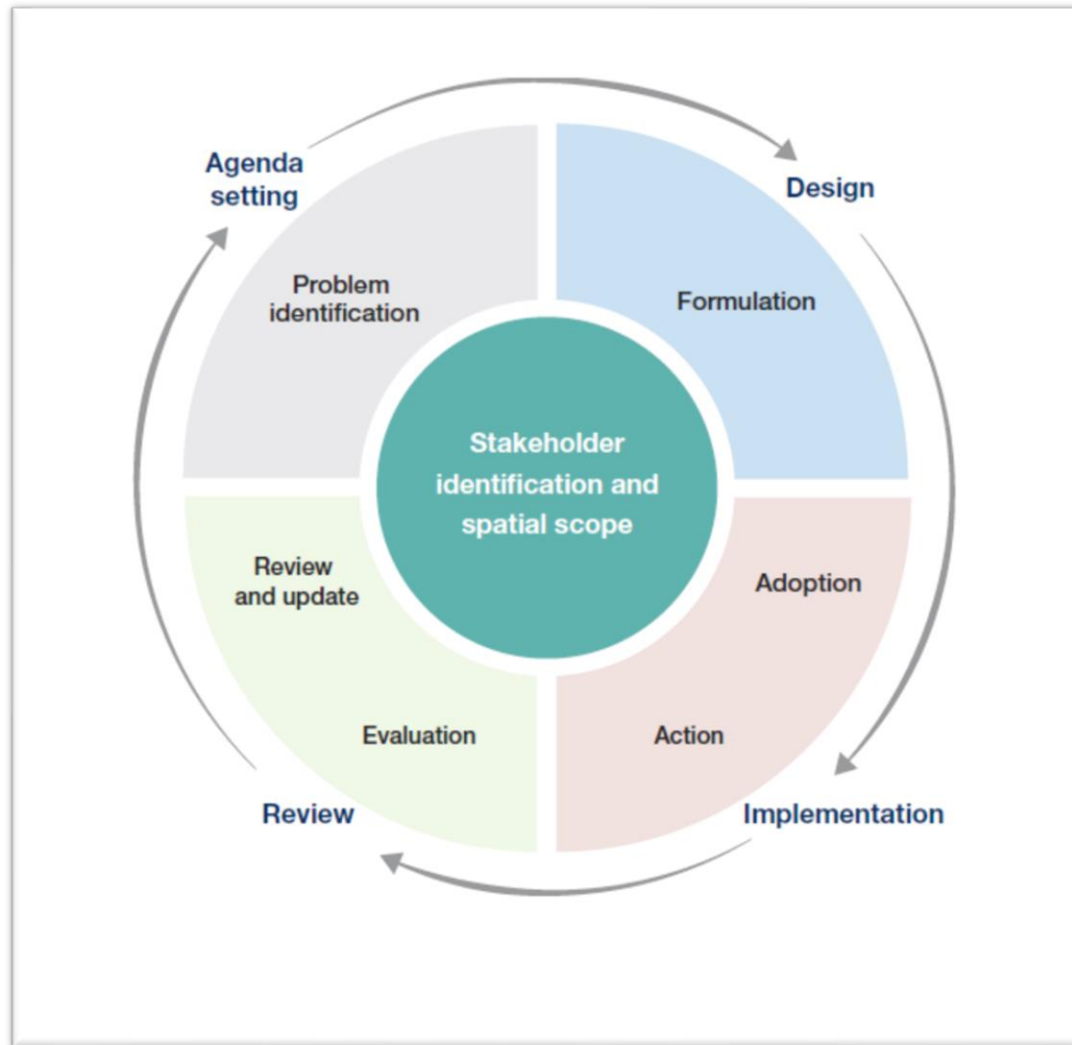 Agenda
setting
Design
Problem
identification
Formulation
Stakeholder
identification and
spatial scope
Review
and update
Adoption
Evaluation
Action
Review
Implementation